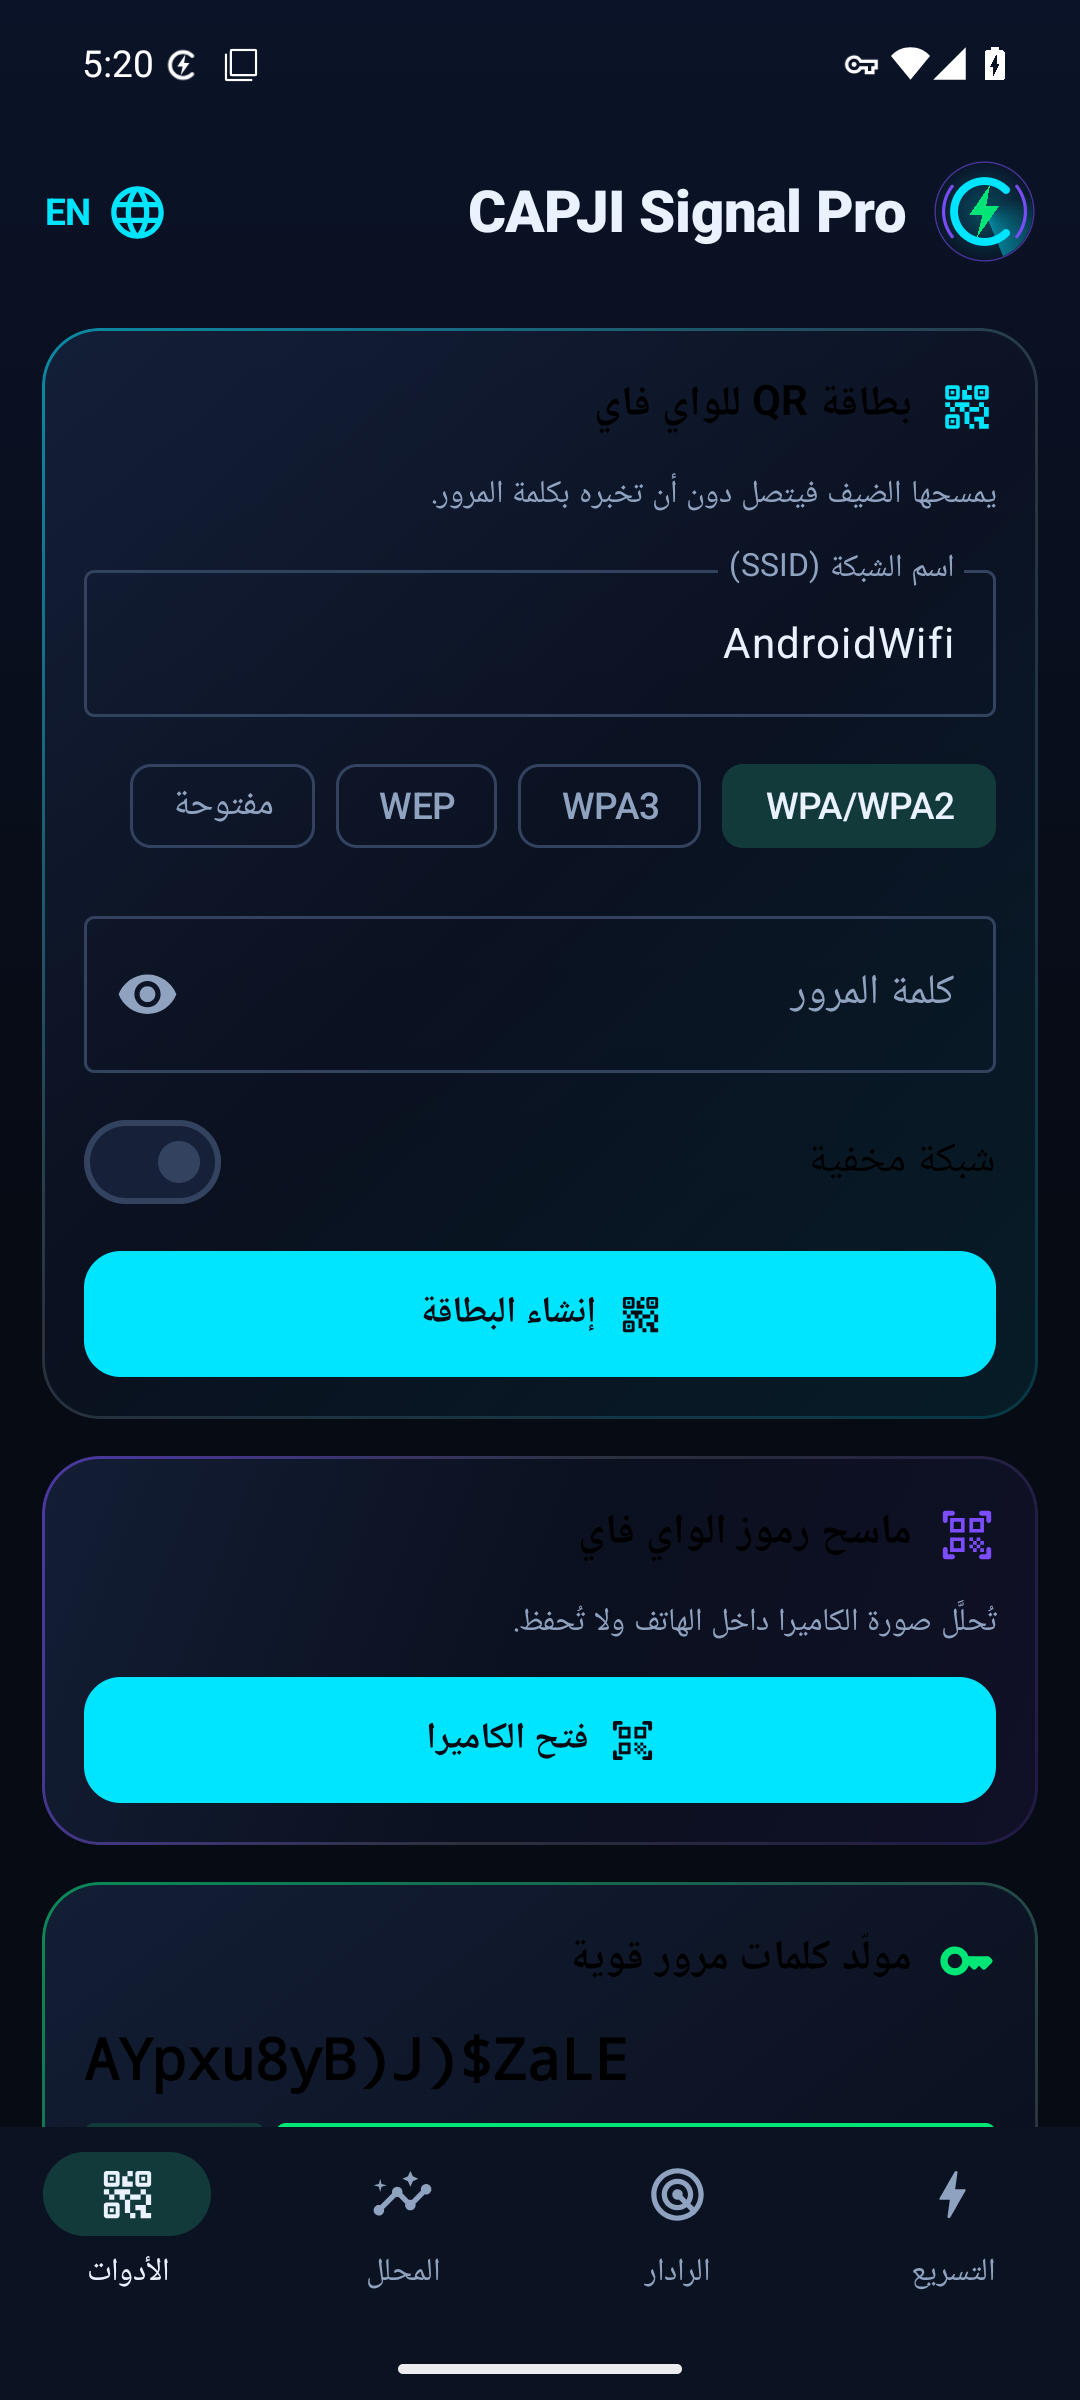 5:20
CAPJI Signal Pro
EN
بطاقة QR للواي فاي
يمسحها الضيف فيتصل دون أن تخبره بكلمة المرور.
اسم الشبكة (SSID)
AndroidWifi
WPA/WPA2
WPA3
WEP
مفتوحة
كلمة المرور
شبكة مخفية
إنشاء البطاقة
ماسح رموز الواي فاي
تُحلَّل صورة الكاميرا داخل الهاتف ولا تُحفظ.
فتح الكاميرا
مولّد كلمات مرور قوية
AYpxu8yB)J)$ZaLE
التسريع
الرادار
المحلل
الأدوات